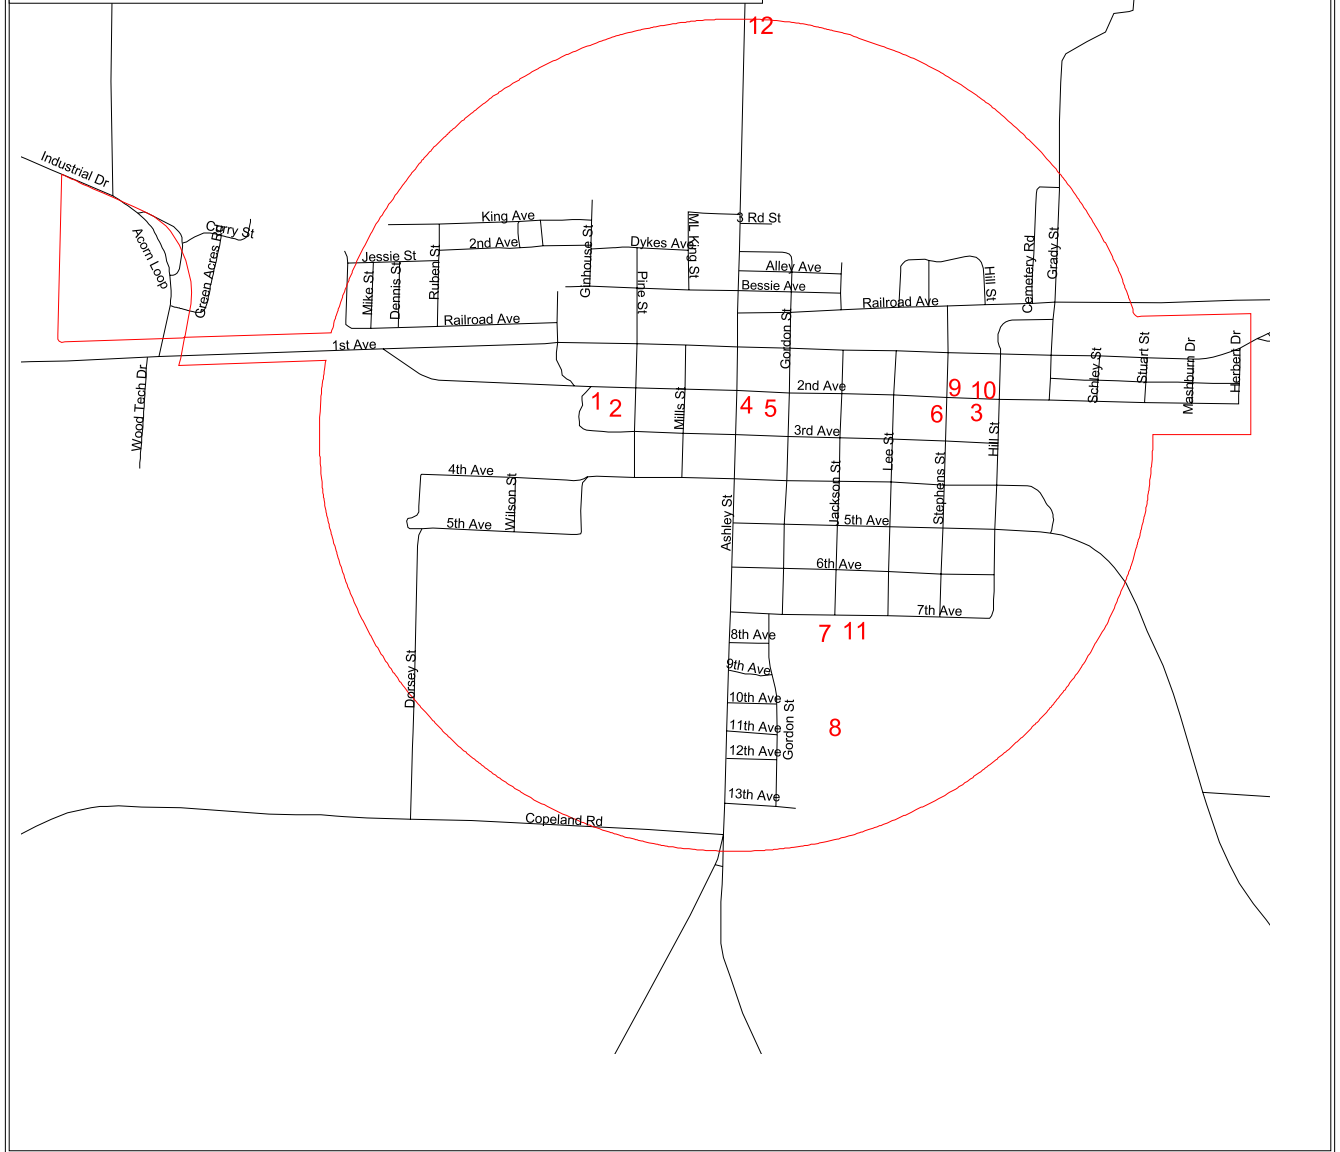 12
Industrial Dr
King Ave
3 Rd St
Curry St
2nd Ave
Dykes Ave
ML King St
Acorn Loop
Green Acres Rd
Jessie St
Ruben St
Ginhouse St
Grady St
Mike St
Dennis St
Pine St
Alley Ave
Bessie Ave
Hill St
Cemetery Rd
Railroad Ave
Railroad Ave
Gordon St
1st Ave
Wood Tech Dr
2nd Ave
9
10
Schley St
Stuart St
Mashburn Dr
Herbert Dr
1
2
Mills St
4
5
6
3
3rd Ave
Lee St
Hill St
4th Ave
Wilson St
Jackson St
Stephens St
Ashley St
5th Ave
5th Ave
6th Ave
7th Ave
7
11
8th Ave
9th Ave
Dorsey St
10th Ave
Gordon St
8
11th Ave
12th Ave
13th Ave
Copeland Rd